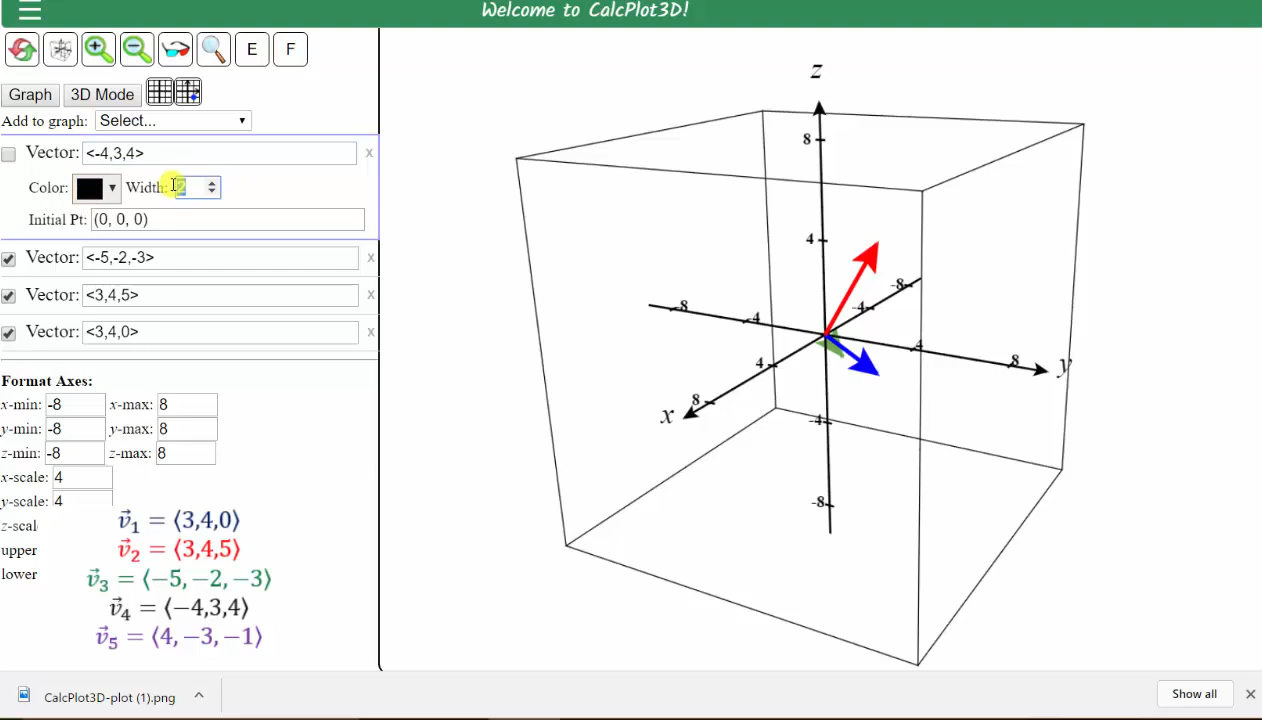 Welcome to CalcPlot3D!
E F
Graph 3D Mode
Add to graph: Select...
Vector: <-4,3,4> x
Color: Width: 2
Initial Pt: (0, 0, 0)
Vector: <-5,-2,-3> x
Vector: <3,4,5> x
Vector: <3,4,0> x
Format Axes:
x-min: -8 x-max: 8
y-min: -8 y-max: 8
z-min: -8 z-max: 8
x-scale: 4
y-scale: 4
z-scal
upper
lower
v⃗₁ = ⟨3,4,0⟩
v⃗₂ = ⟨3,4,5⟩
v⃗₃ = ⟨−5,−2,−3⟩
v⃗₄ = ⟨−4,3,4⟩
v⃗₅ = ⟨4,−3,−1⟩
z
8
4
-8
-4
-8
-4
4
8
y
4
8
x
-4
-8
CalcPlot3D-plot (1).png
Show all